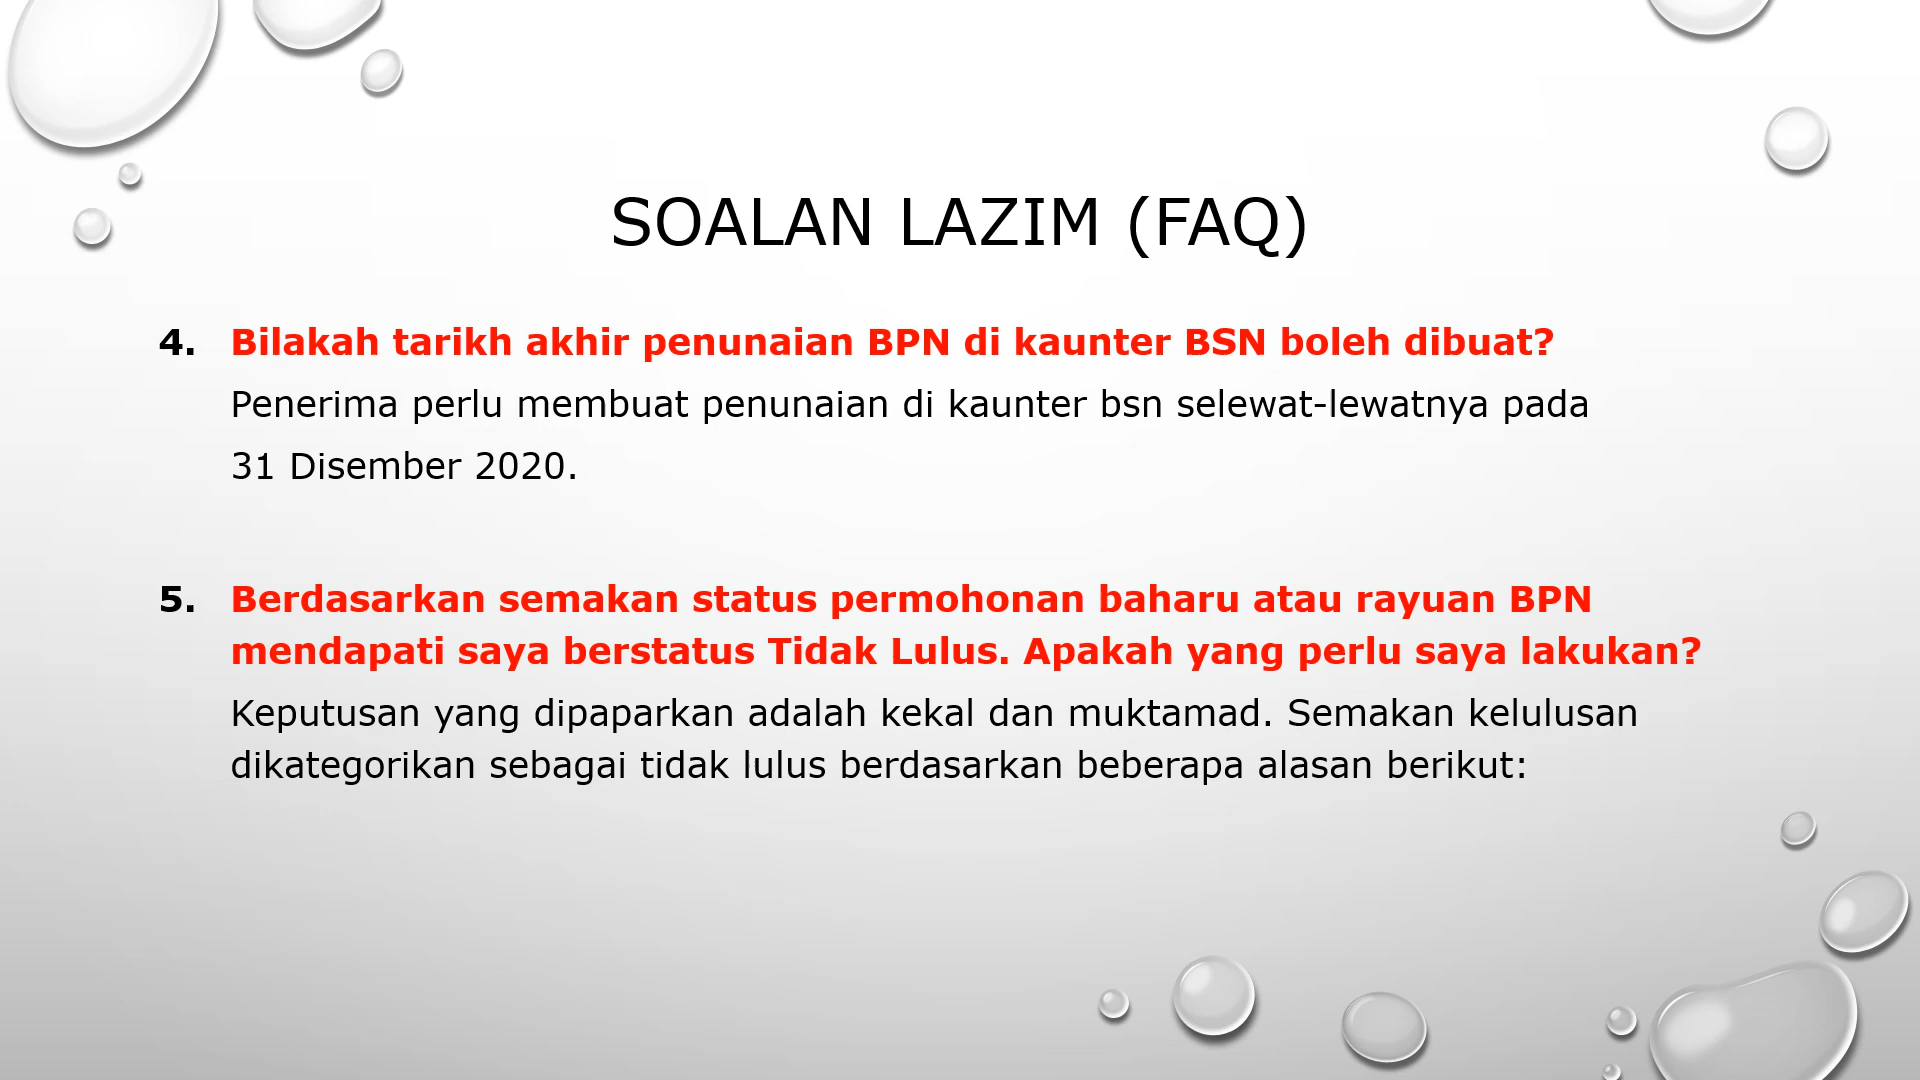 SOALAN LAZIM (FAQ)
4. Bilakah tarikh akhir penunaian BPN di kaunter BSN boleh dibuat?
Penerima perlu membuat penunaian di kaunter bsn selewat-lewatnya pada
31 Disember 2020.
5. Berdasarkan semakan status permohonan baharu atau rayuan BPN
mendapati saya berstatus Tidak Lulus. Apakah yang perlu saya lakukan?
Keputusan yang dipaparkan adalah kekal dan muktamad. Semakan kelulusan
dikategorikan sebagai tidak lulus berdasarkan beberapa alasan berikut: